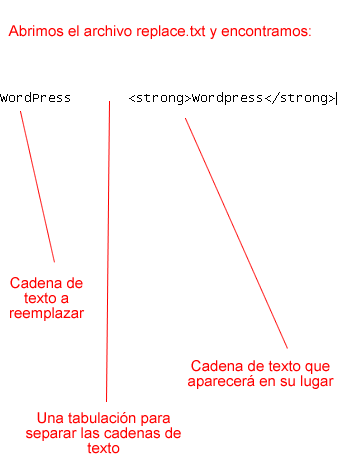 Abrimos el archivo replace.txt y encontramos:
WordPress <strong>Wordpress</strong>
Cadena de
texto a
reemplazar
Cadena de texto que
aparecerá en su lugar
Una tabulación para
separar las cadenas de
texto